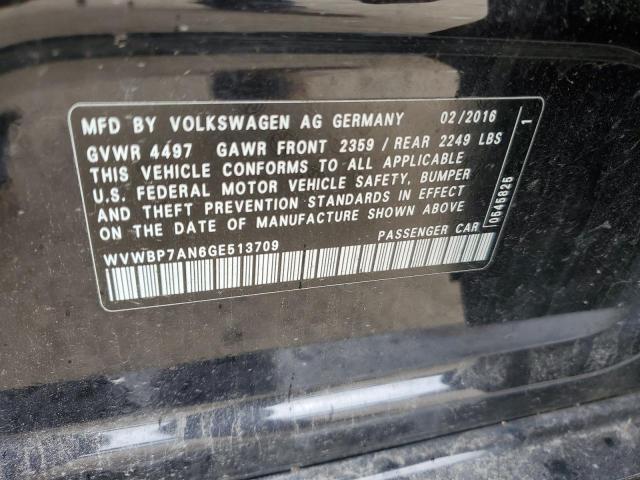 MFD BY VOLKSWAGEN AG GERMANY 02/2016
GVWR 4497 GAWR FRONT 2359 / REAR 2249 LBS
THIS VEHICLE CONFORMS TO ALL APPLICABLE
U.S. FEDERAL MOTOR VEHICLE SAFETY, BUMPER
AND THEFT PREVENTION STANDARDS IN EFFECT
ON THE DATE OF MANUFACTURE SHOWN ABOVE
WVWBP7AN6GE513709 PASSENGER CAR
0545825 1